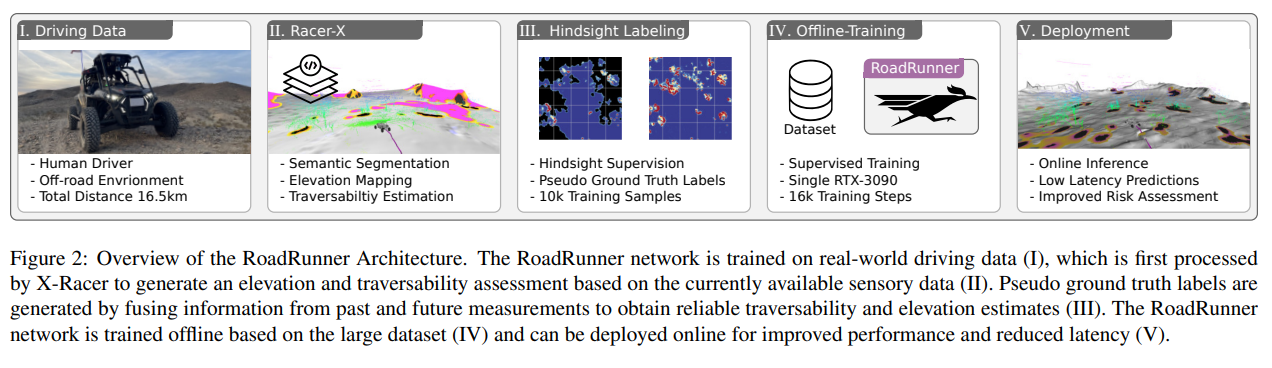 I. Driving Data
- Human Driver
- Off-road Envrionment
- Total Distance 16.5km
II. Racer-X
- Semantic Segmentation
- Elevation Mapping
- Traversabiltiy Estimation
III. Hindsight Labeling
- Hindsight Supervision
- Pseudo Ground Truth Labels
- 10k Training Samples
IV. Offline-Training
Dataset
RoadRunner
- Supervised Training
- Single RTX-3090
- 16k Training Steps
V. Deployment
- Online Inference
- Low Latency Predictions
- Improved Risk Assessment
Figure 2: Overview of the RoadRunner Architecture. The RoadRunner network is trained on real-world driving data (I), which is first processed
by X-Racer to generate an elevation and traversability assessment based on the currently available sensory data (II). Pseudo ground truth labels are
generated by fusing information from past and future measurements to obtain reliable traversability and elevation estimates (III). The RoadRunner
network is trained offline based on the large dataset (IV) and can be deployed online for improved performance and reduced latency (V).